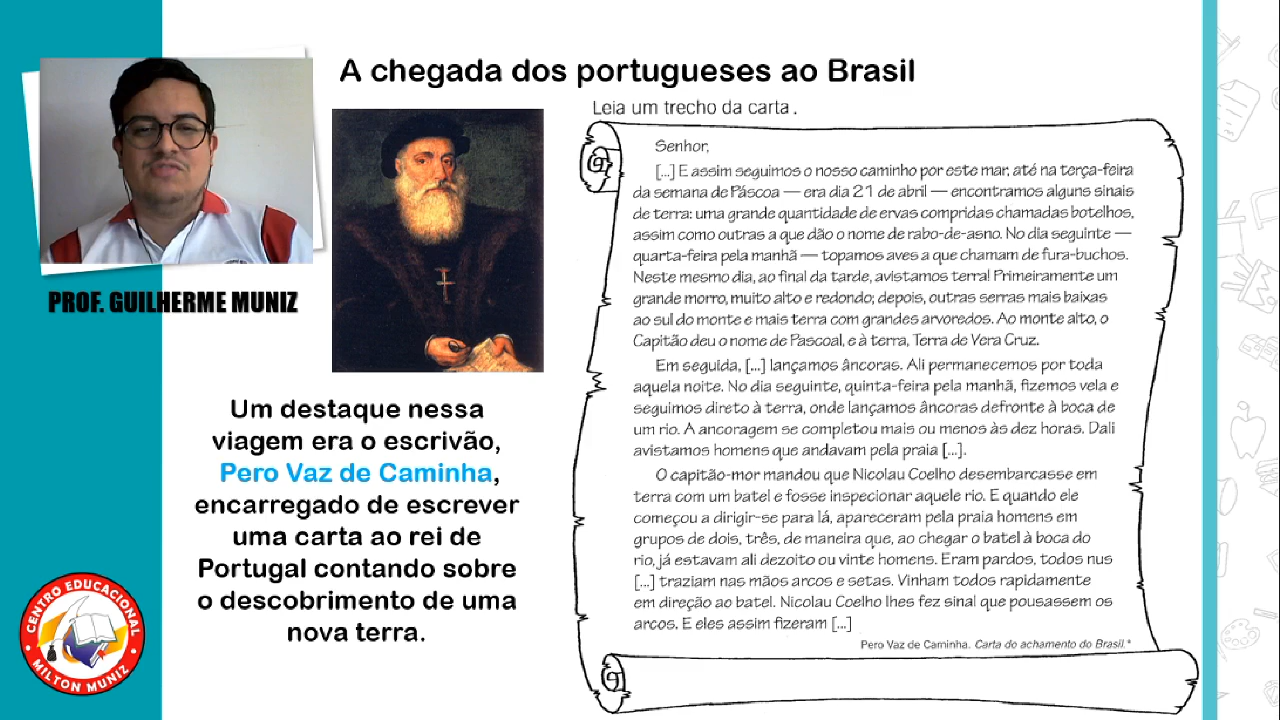 A chegada dos portugueses ao Brasil
PROF. GUILHERME MUNIZ
Um destaque nessa
viagem era o escrivão,
Pero Vaz de Caminha,
encarregado de escrever
uma carta ao rei de
Portugal contando sobre
o descobrimento de uma
nova terra.
CENTRO EDUCACIONAL
MILTON MUNIZ
Leia um trecho da carta .
Senhor,
[...] E assim seguimos o nosso caminho por este mar, até na terça-feira
da semana de Páscoa — era dia 21 de abril — encontramos alguns sinais
de terra: uma grande quantidade de ervas compridas chamadas botelhos,
assim como outras a que dão o nome de rabo-de-asno. No dia seguinte —
quarta-feira pela manhã — topamos aves a que chamam de fura-buchos.
Neste mesmo dia, ao final da tarde, avistamos terra! Primeiramente um
grande morro, muito alto e redondo; depois, outras serras mais baixas
ao sul do monte e mais terra com grandes arvoredos. Ao monte alto, o
Capitão deu o nome de Pascoal, e à terra, Terra de Vera Cruz.
Em seguida, [...] lançamos âncoras. Ali permanecemos por toda
aquela noite. No dia seguinte, quinta-feira pela manhã, fizemos vela e
seguimos direto à terra, onde lançamos âncoras defronte à boca de
um rio. A ancoragem se completou mais ou menos às dez horas. Dali
avistamos homens que andavam pela praia [...].
O capitão-mor mandou que Nicolau Coelho desembarcasse em
terra com um batel e fosse inspecionar aquele rio. E quando ele
começou a dirigir-se para lá, apareceram pela praia homens em
grupos de dois, três, de maneira que, ao chegar o batel à boca do
rio, já estavam ali dezoito ou vinte homens. Eram pardos, todos nus
[...] traziam nas mãos arcos e setas. Vinham todos rapidamente
em direção ao batel. Nicolau Coelho lhes fez sinal que pousassem os
arcos. E eles assim fizeram [...]
Pero Vaz de Caminha. Carta do achamento do Brasil.*